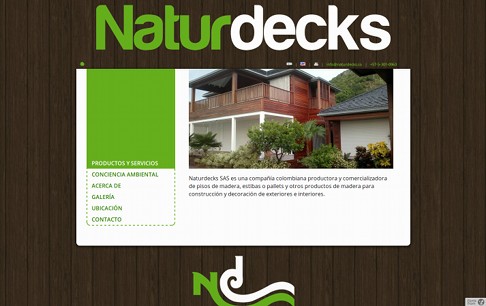 Naturdecks
PRODUCTOS Y SERVICIOS
CONCIENCIA AMBIENTAL
ACERCA DE
GALERÍA
UBICACIÓN
CONTACTO
Naturdecks SAS es una compañía colombiana productora y comercializadora
de pisos de madera, estibas o pallets y otros productos de madera para
construcción y decoración de exteriores e interiores.
Nd